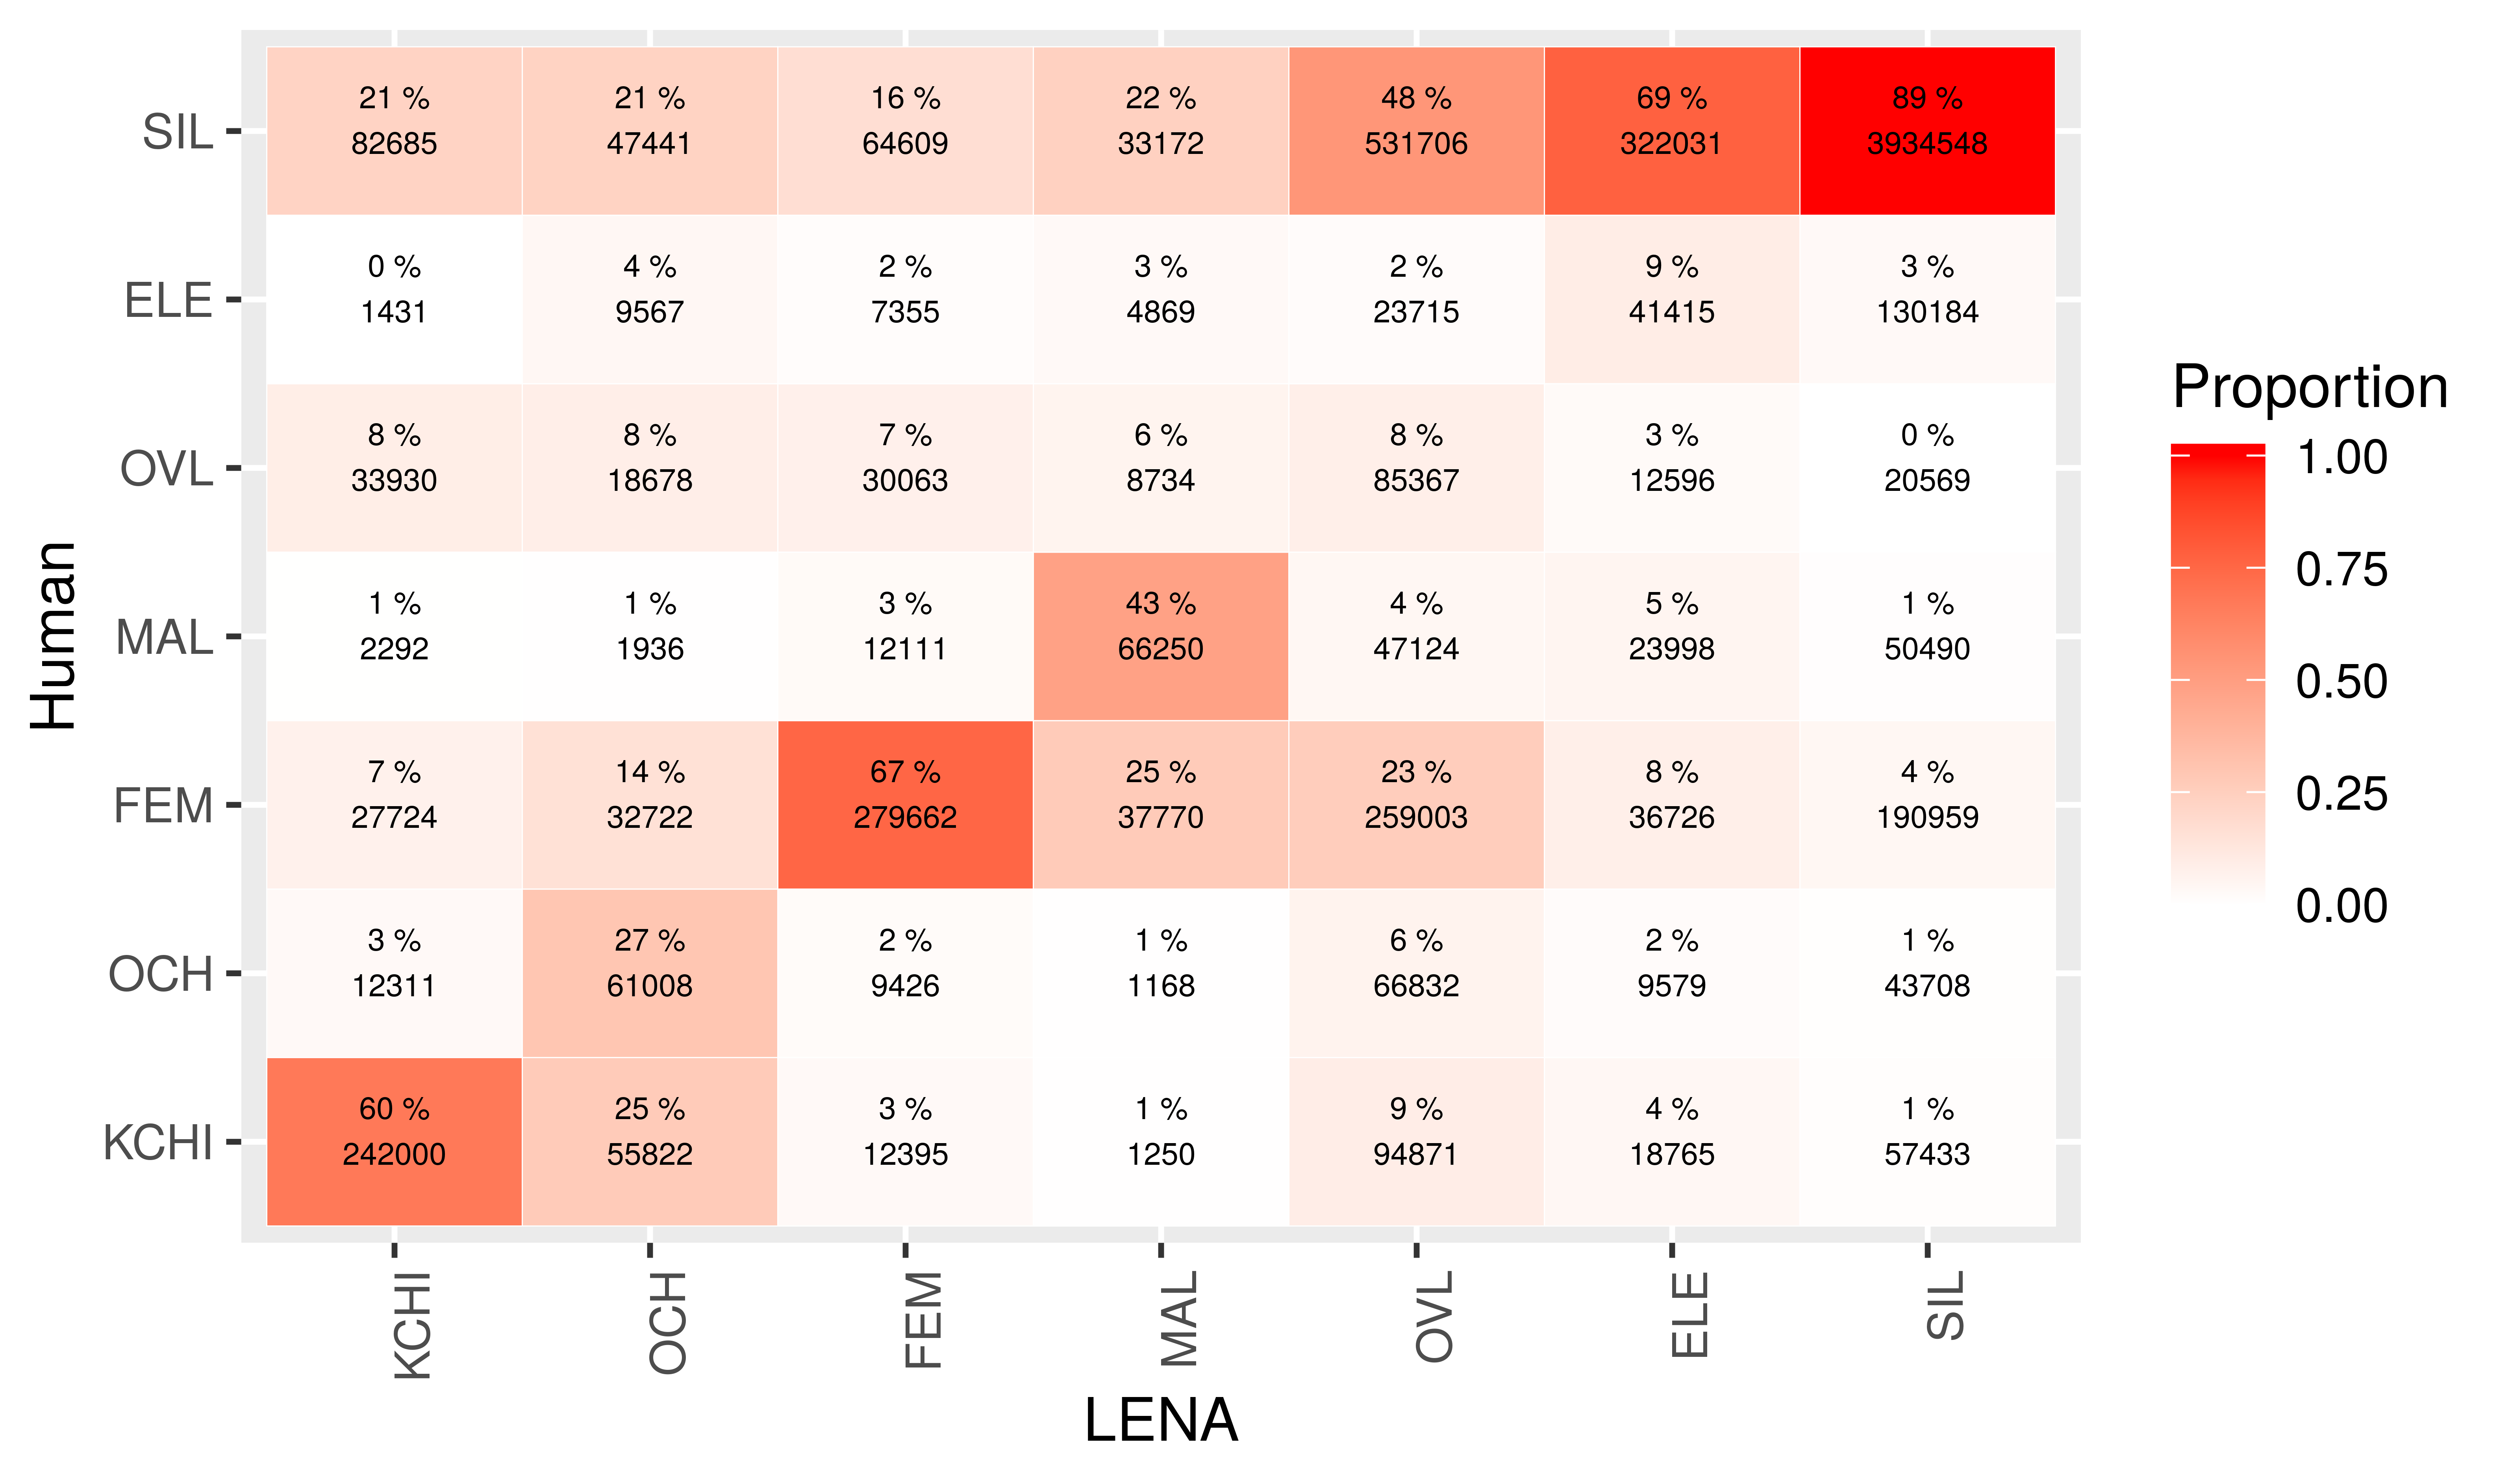 21 % 21 % 16 % 22 % 48 % 69 % 89 %
SIL 82685 47441 64609 33172 531706 322031 3934548
0 % 4 % 2 % 3 % 2 % 9 % 3 %
ELE 1431 9567 7355 4869 23715 41415 130184
8 % 8 % 7 % 6 % 8 % 3 % 0 %
OVL 33930 18678 30063 8734 85367 12596 20569
1 % 1 % 3 % 43 % 4 % 5 % 1 %
MAL 2292 1936 12111 66250 47124 23998 50490
7 % 14 % 67 % 25 % 23 % 8 % 4 %
FEM 27724 32722 279662 37770 259003 36726 190959
3 % 27 % 2 % 1 % 6 % 2 % 1 %
OCH 12311 61008 9426 1168 66832 9579 43708
60 % 25 % 3 % 1 % 9 % 4 % 1 %
KCHI 242000 55822 12395 1250 94871 18765 57433
KCHI OCH FEM MAL OVL ELE SIL
LENA
Human
Proportion
1.00
0.75
0.50
0.25
0.00